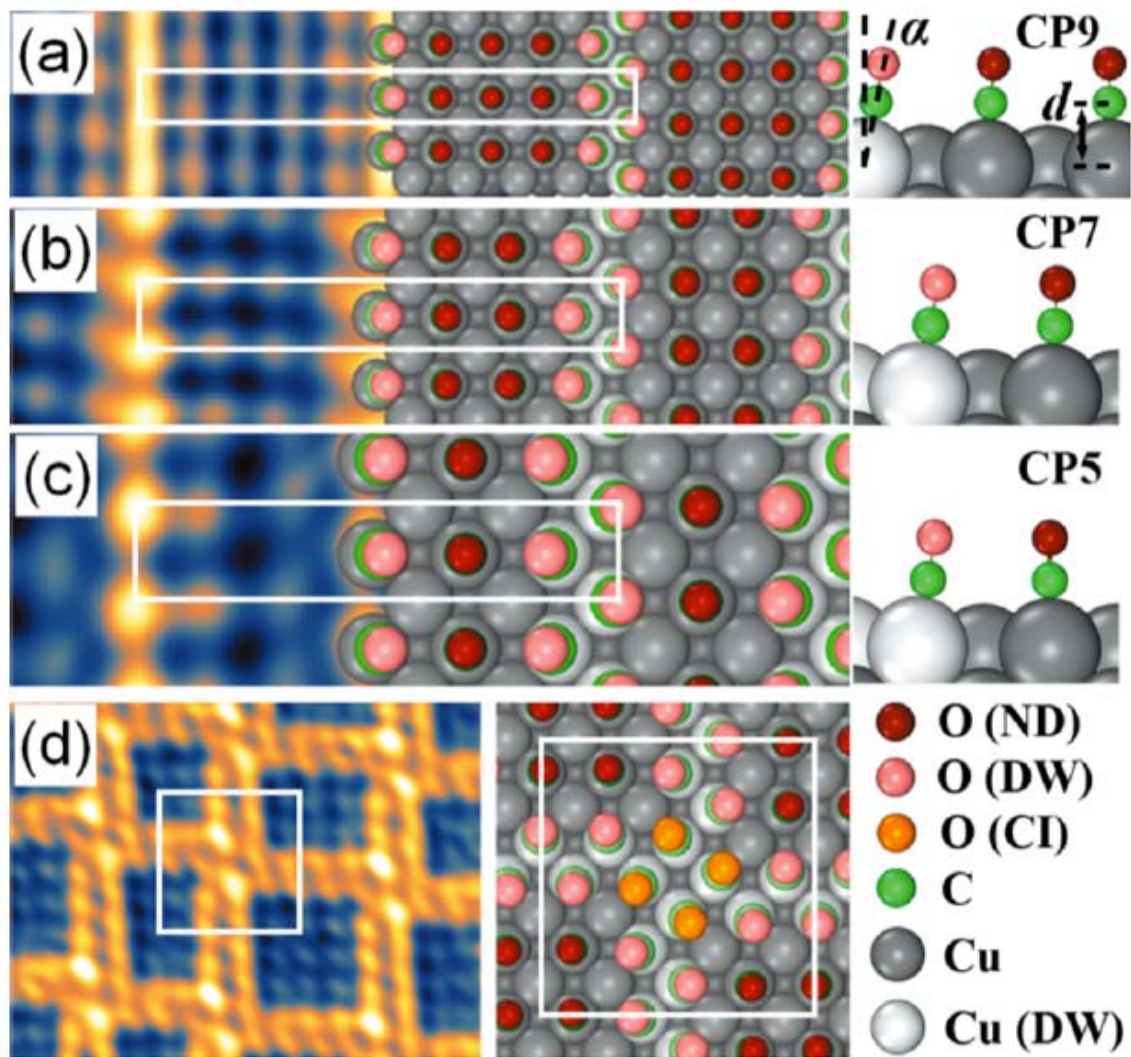 (a)
α
CP9
d
(b)
CP7
(c)
CP5
(d)
O (ND)
O (DW)
O (CI)
C
Cu
Cu (DW)